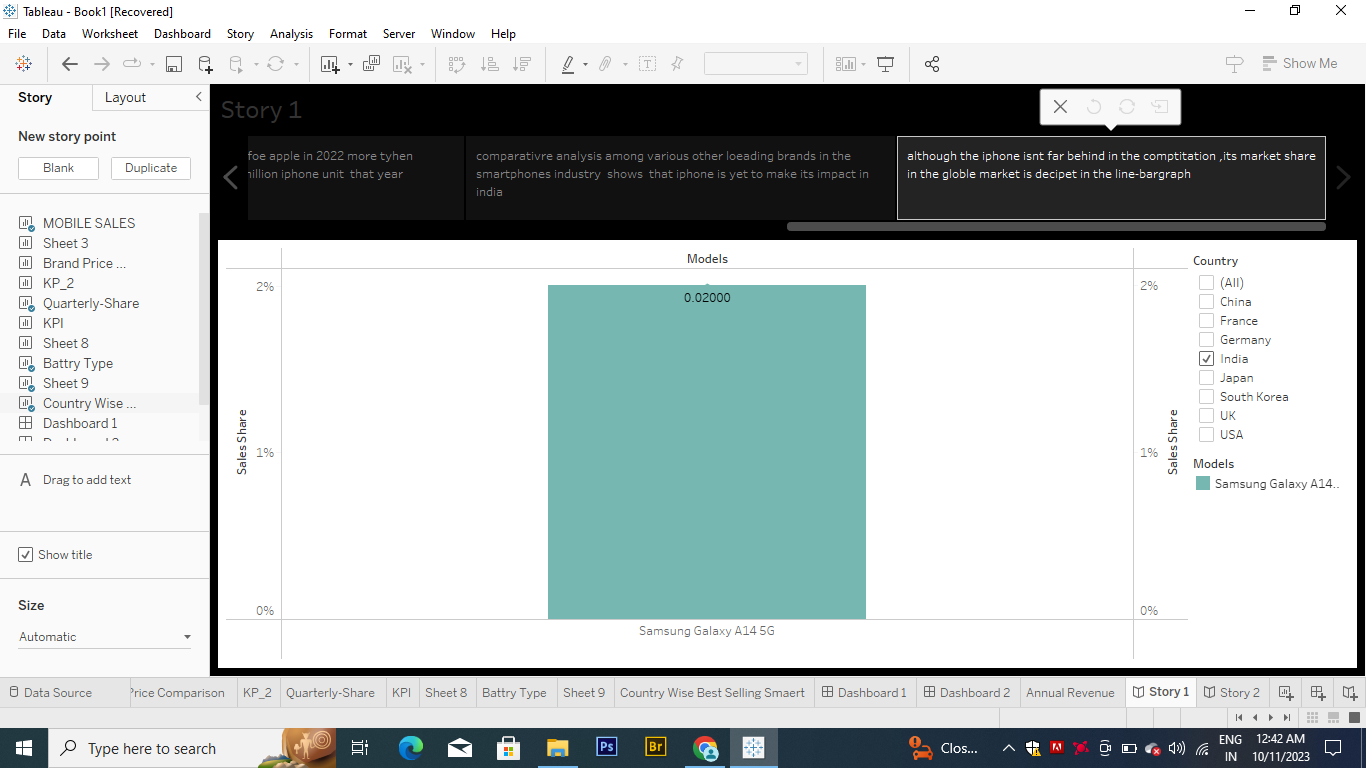 Tableau - Book1 [Recovered]
File Data Worksheet Dashboard Story Analysis Format Server Window Help
Show Me
Story Layout
New story point
Blank Duplicate
MOBILE SALES
Sheet 3
Brand Price ...
KP_2
Quarterly-Share
KPI
Sheet 8
Battry Type
Sheet 9
Country Wise ...
Dashboard 1
A Drag to add text
Show title
Size
Automatic
Story 1
foe apple in 2022 more tyhen
iphone unit that year
comparativre analysis among various other loeading brands in the
smartphones industry shows that iphone is yet to make its impact in
india
although the iphone isnt far behind in the comptitation ,its market share
in the globle market is decipet in the line-bargraph
Models
2%
1%
0%
Sales Share
0.02000
Samsung Galaxy A14 5G
2%
1%
0%
Sales Share
Country
(All)
China
France
Germany
India
Japan
South Korea
UK
USA
Models
Samsung Galaxy A14..
Data Source Price Comparison KP_2 Quarterly-Share KPI Sheet 8 Battry Type Sheet 9 Country Wise Best Selling Smaert Dashboard 1 Dashboard 2 Annual Revenue Story 1 Story 2
Type here to search
Ps
Br
Clos...
ENG
IN
12:42 AM
10/11/2023